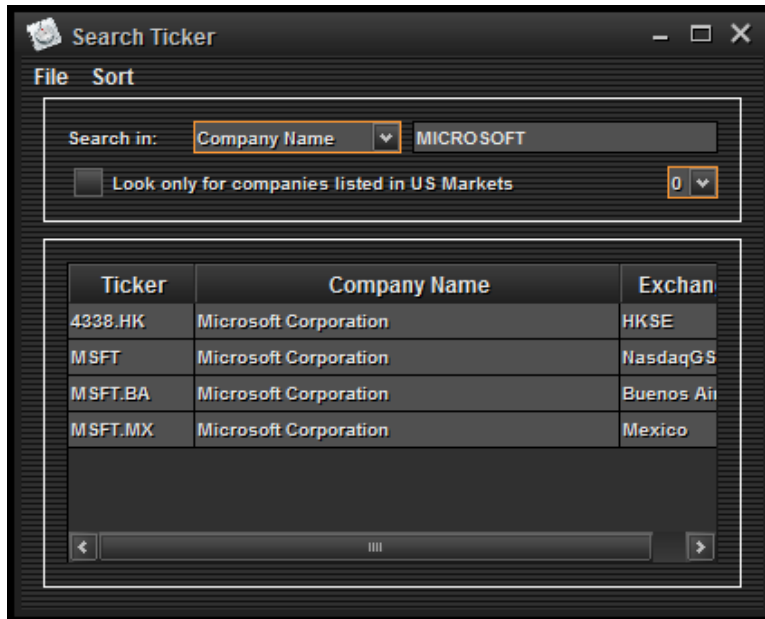 Search Ticker
File Sort
Search in: Company Name MICROSOFT
Look only for companies listed in US Markets 0
Ticker Company Name Exchan
4338.HK Microsoft Corporation HKSE
MSFT Microsoft Corporation NasdaqGS
MSFT.BA Microsoft Corporation Buenos Air
MSFT.MX Microsoft Corporation Mexico